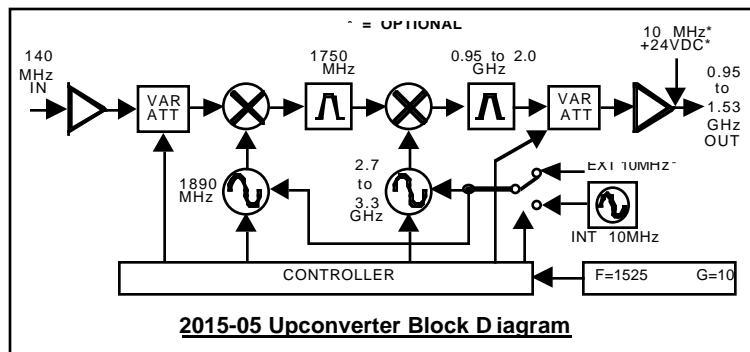 * = OPTIONAL
10 MHz*
+24VDC*
140
MHz
IN
1750
MHz
0.95 to 2.0
GHz
0.95
to
1.53
GHz
OUT
VAR
ATT
VAR
ATT
1890
MHz
2.7
to
3.3
GHz
EXT 10MHz*
INT 10MHz
CONTROLLER
F=1525 G=10
2015-05 Upconverter Block D iagram